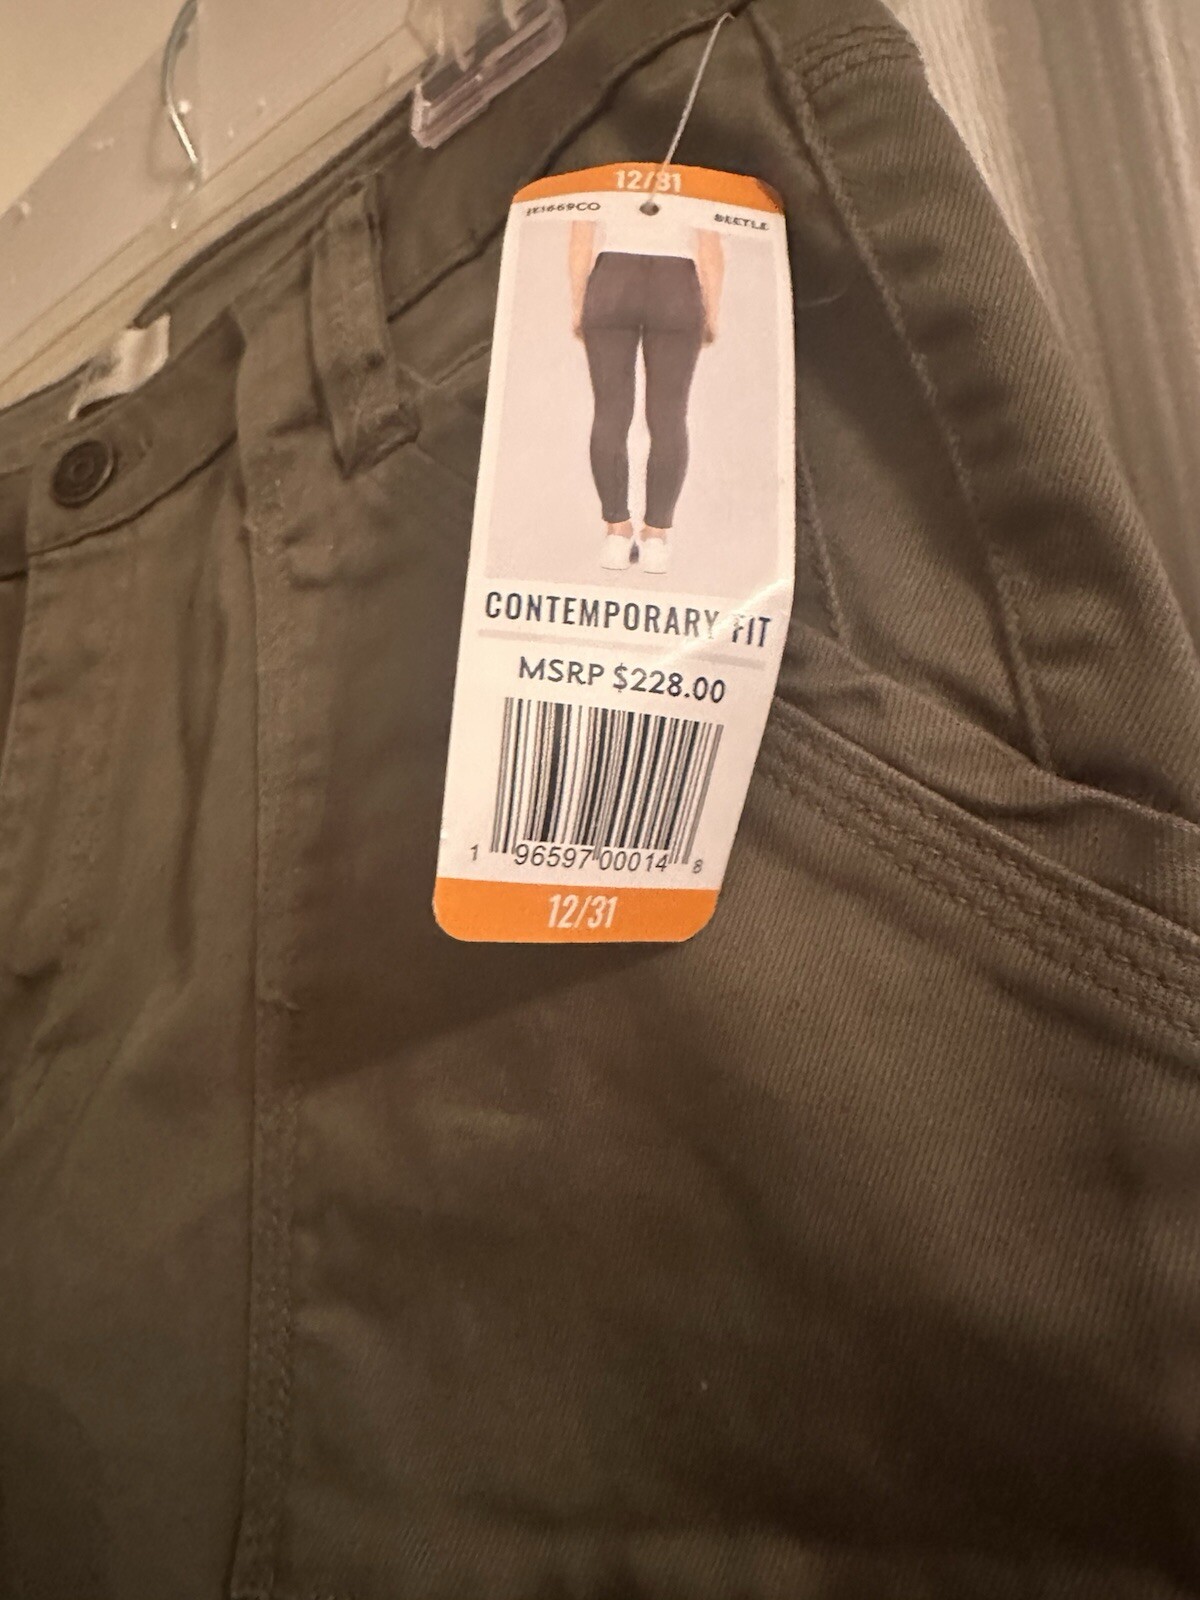 12/31
BEETLE
CONTEMPORARY FIT
MSRP $228.00
1 96597 00014 8
12/31